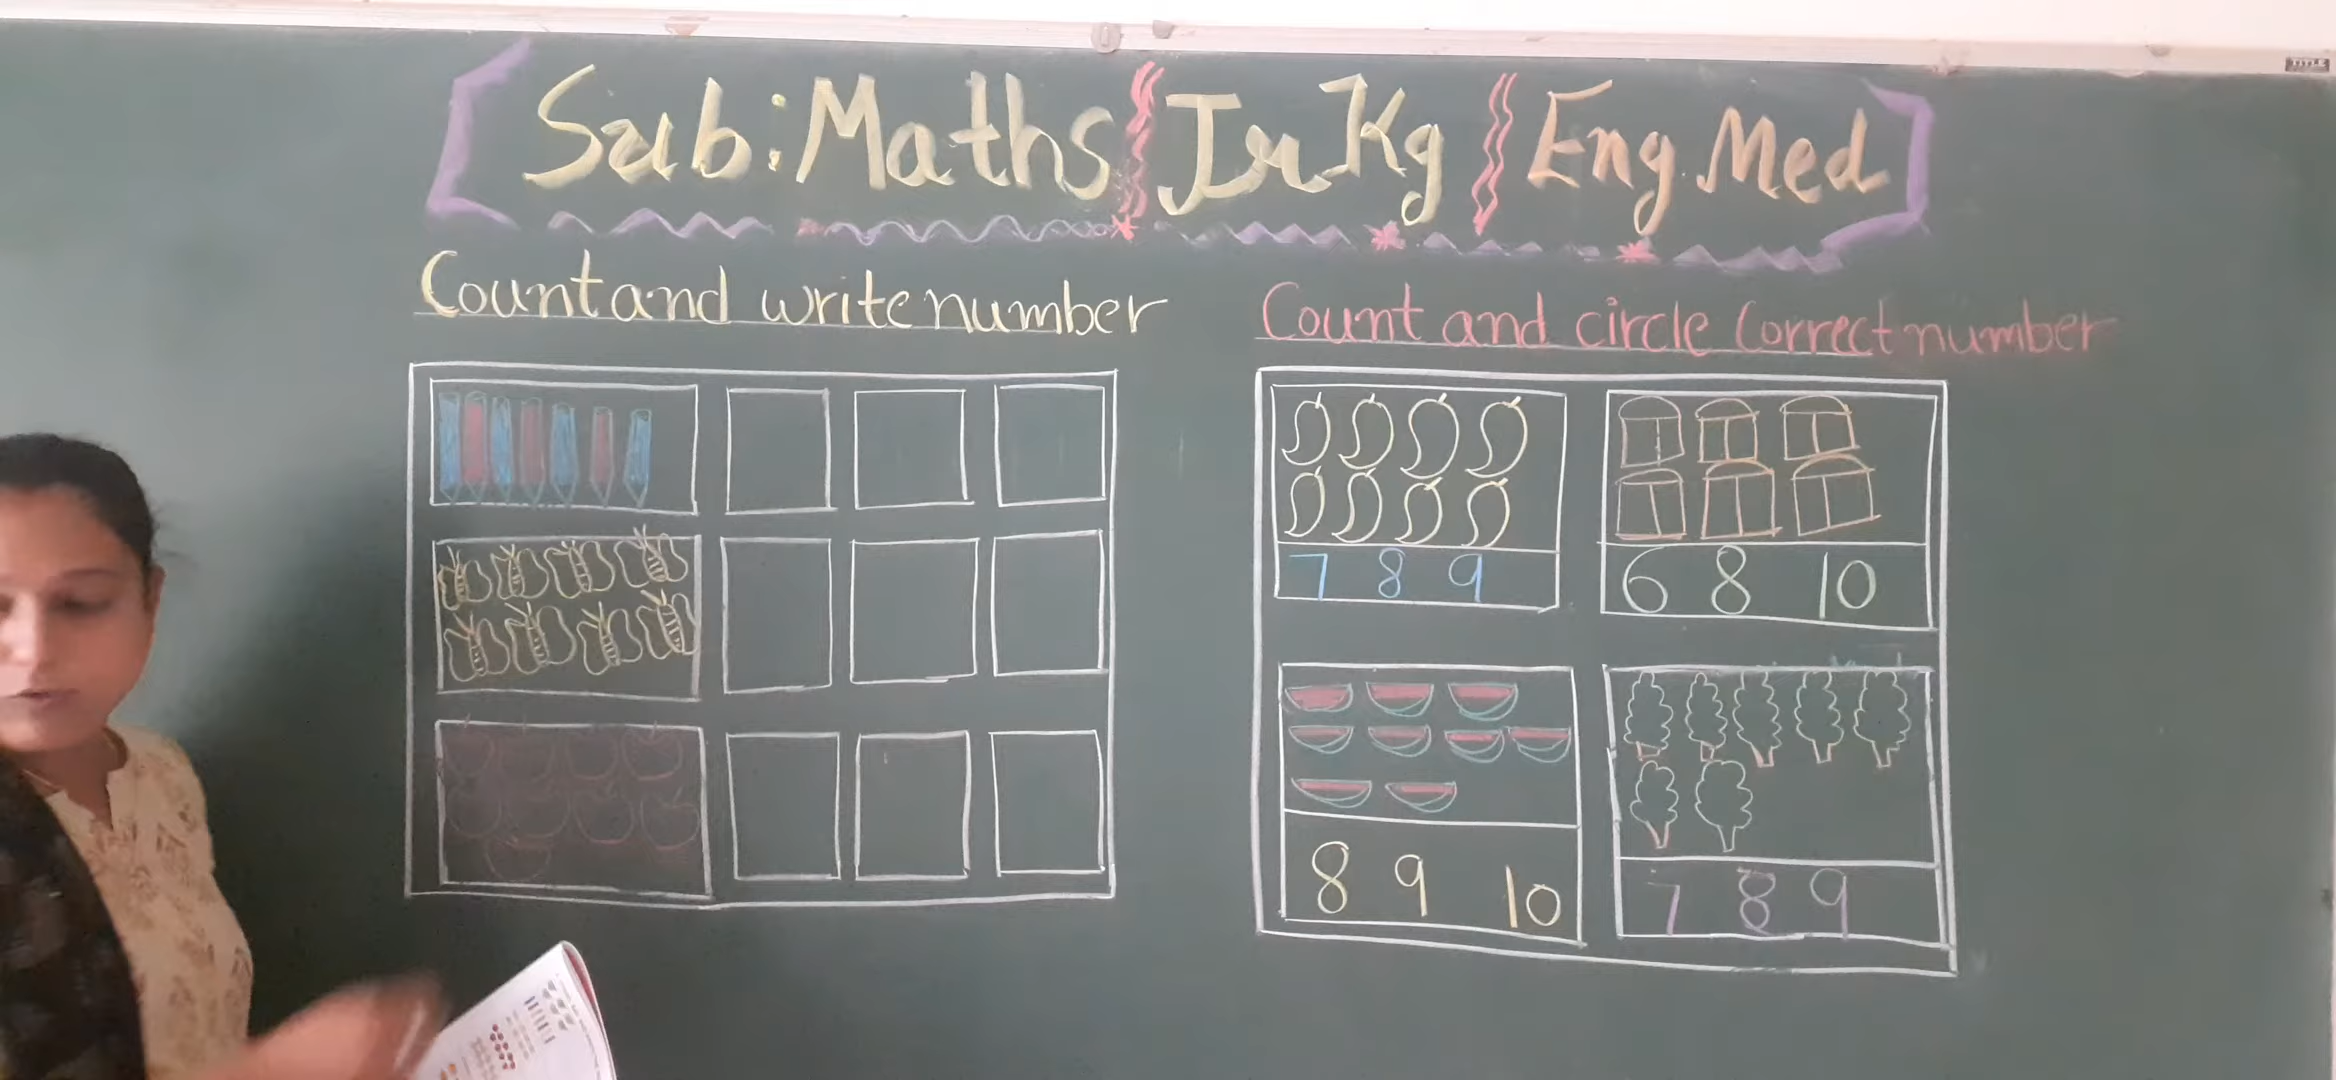 Sub: Maths Jr Kg Eng Med
Count and write number
Count and circle correct number
7 8 9
6 8 10
8 9 10
7 8 9
TITLE